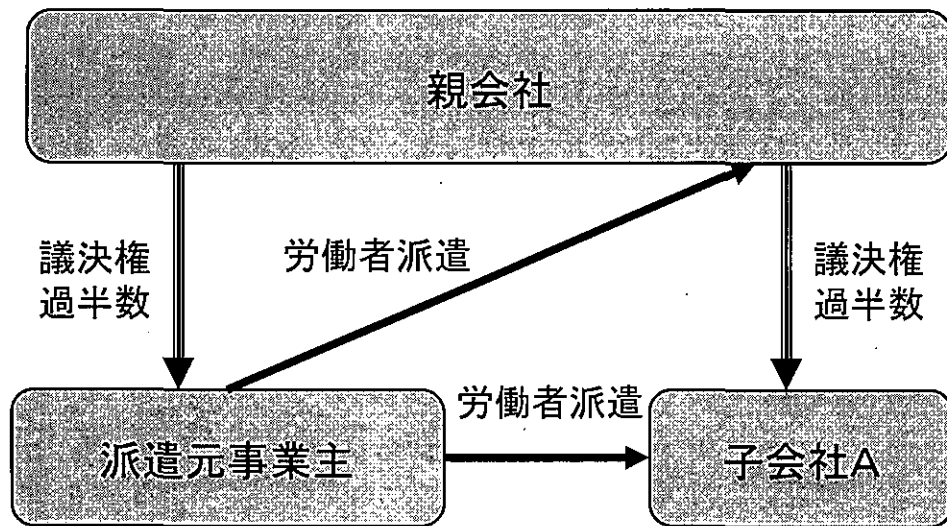 親会社
議決権
過半数
労働者派遣
議決権
過半数
労働者派遣
派遣元事業主
子会社A